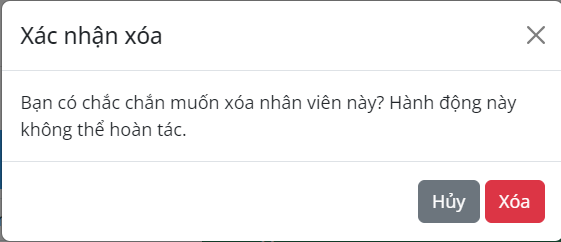 Xác nhận xóa
Bạn có chắc chắn muốn xóa nhân viên này? Hành động này
không thể hoàn tác.
Hủy
Xóa